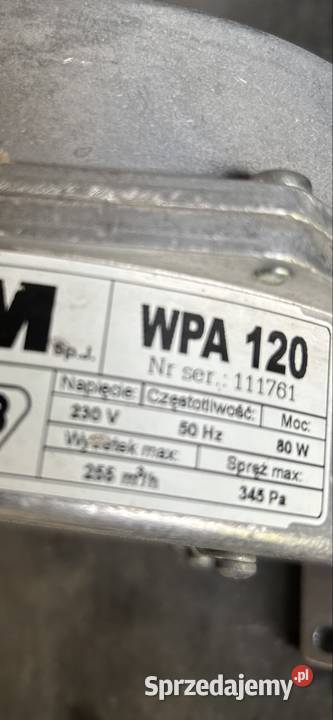 M
Sp.J.
WPA 120
Nr ser.: 111761
Napięcie: Częstotliwość: Moc:
230 V 50 Hz 80 W
Wydatek max: Spręż max:
255 m³/h 345 Pa
Sprzedajemy.pl